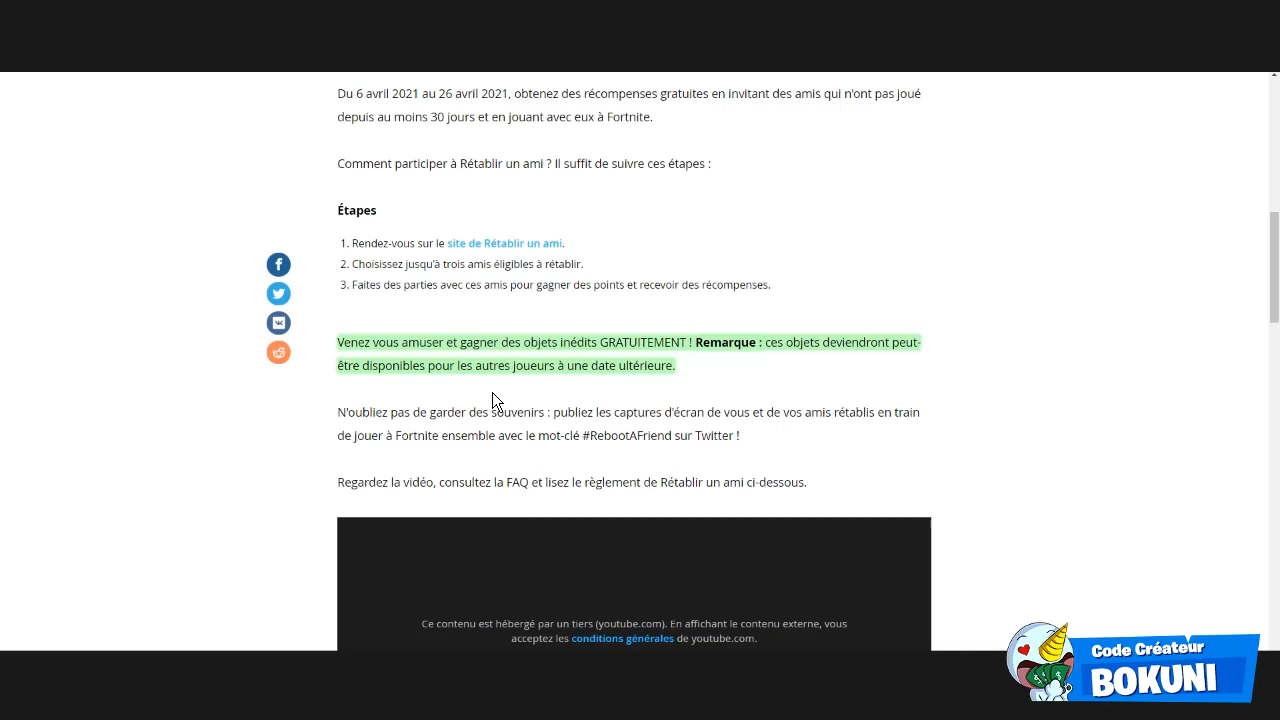 Du 6 avril 2021 au 26 avril 2021, obtenez des récompenses gratuites en invitant des amis qui n'ont pas joué
depuis au moins 30 jours et en jouant avec eux à Fortnite.
Comment participer à Rétablir un ami ? Il suffit de suivre ces étapes :
Étapes
1. Rendez-vous sur le site de Rétablir un ami.
2. Choisissez jusqu'à trois amis éligibles à rétablir.
3. Faites des parties avec ces amis pour gagner des points et recevoir des récompenses.
Venez vous amuser et gagner des objets inédits GRATUITEMENT ! Remarque : ces objets deviendront peut-
être disponibles pour les autres joueurs à une date ultérieure.
N'oubliez pas de garder des souvenirs : publiez les captures d'écran de vous et de vos amis rétablis en train
de jouer à Fortnite ensemble avec le mot-clé #RebootAFriend sur Twitter !
Regardez la vidéo, consultez la FAQ et lisez le règlement de Rétablir un ami ci-dessous.
Ce contenu est hébergé par un tiers (youtube.com). En affichant le contenu externe, vous
acceptez les conditions générales de youtube.com.
Code Créateur
BOKUNI